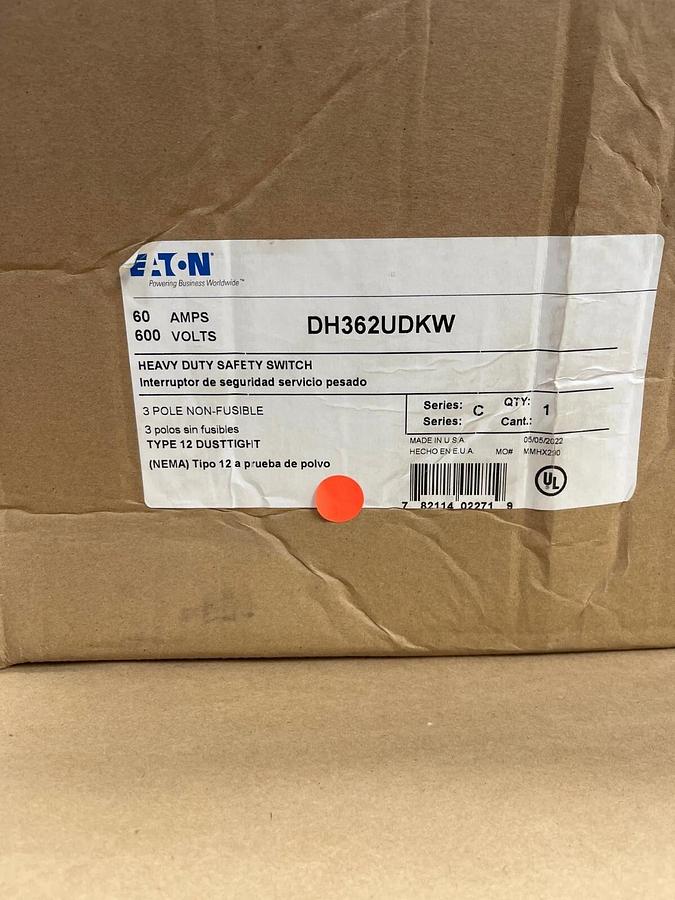 EATON
Powering Business Worldwide™
60 AMPS
600 VOLTS
DH362UDKW
HEAVY DUTY SAFETY SWITCH
Interruptor de seguridad servicio pesado
3 POLE NON-FUSIBLE
3 polos sin fusibles
TYPE 12 DUSTTIGHT
(NEMA) Tipo 12 a prueba de polvo
Series: C QTY: 1
Series: Cant.:
MADE IN U.S.A. 05/05/2022
HECHO EN E.U.A. MO#
UL
7 82114 02271 9